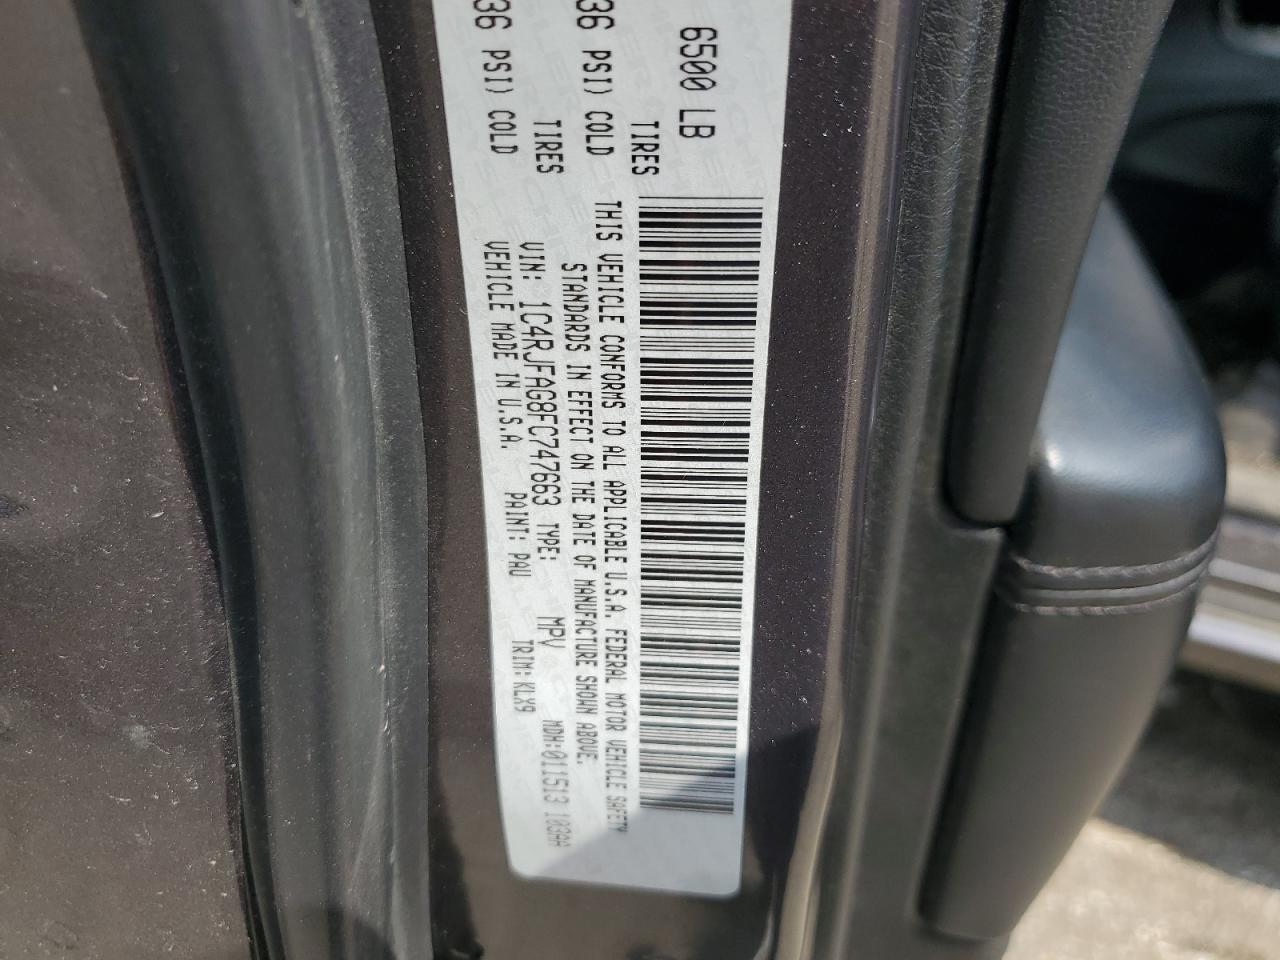 6500 LB
TIRES
36 PSI) COLD
TIRES
36 PSI) COLD
THIS VEHICLE CONFORMS TO ALL APPLICABLE U.S.A. FEDERAL MOTOR VEHICLE SAFETY
STANDARDS IN EFFECT ON THE DATE OF MANUFACTURE SHOWN ABOVE.
VIN: 1C4RJFAG8FC747663 TYPE: MPV MDH:011513 103AA
VEHICLE MADE IN U.S.A. PAINT: PAU TRIM: KLX9